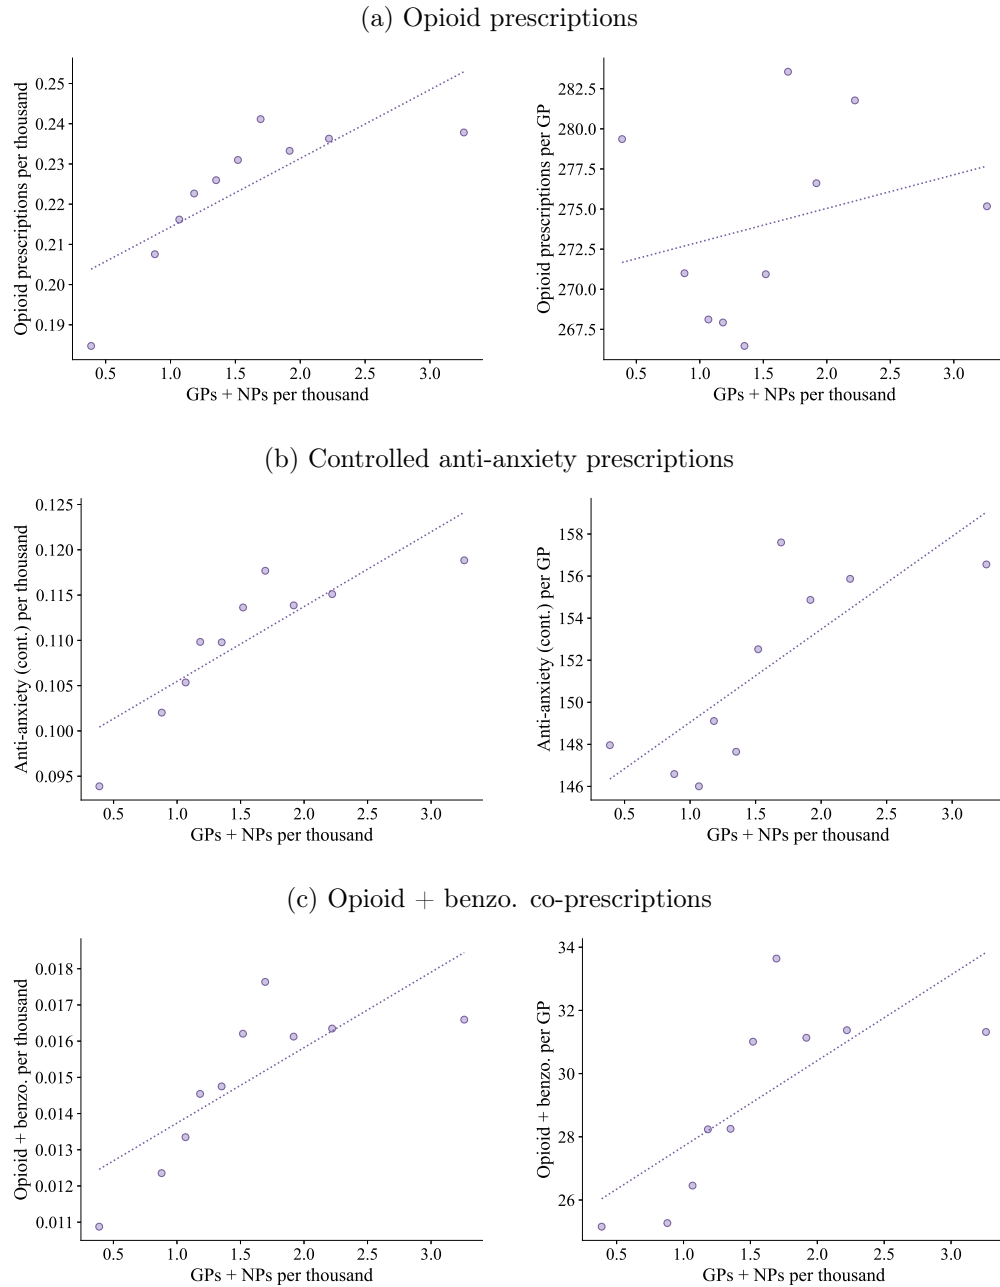 (a) Opioid prescriptions
Opioid prescriptions per thousand
0.25
0.24
0.23
0.22
0.21
0.20
0.19
0.5 1.0 1.5 2.0 2.5 3.0
GPs + NPs per thousand
Opioid prescriptions per GP
282.5
280.0
277.5
275.0
272.5
270.0
267.5
0.5 1.0 1.5 2.0 2.5 3.0
GPs + NPs per thousand
(b) Controlled anti-anxiety prescriptions
Anti-anxiety (cont.) per thousand
0.125
0.120
0.115
0.110
0.105
0.100
0.095
0.5 1.0 1.5 2.0 2.5 3.0
GPs + NPs per thousand
Anti-anxiety (cont.) per GP
158
156
154
152
150
148
146
0.5 1.0 1.5 2.0 2.5 3.0
GPs + NPs per thousand
(c) Opioid + benzo. co-prescriptions
Opioid + benzo. per thousand
0.018
0.017
0.016
0.015
0.014
0.013
0.012
0.011
0.5 1.0 1.5 2.0 2.5 3.0
GPs + NPs per thousand
Opioid + benzo. per GP
34
32
30
28
26
0.5 1.0 1.5 2.0 2.5 3.0
GPs + NPs per thousand